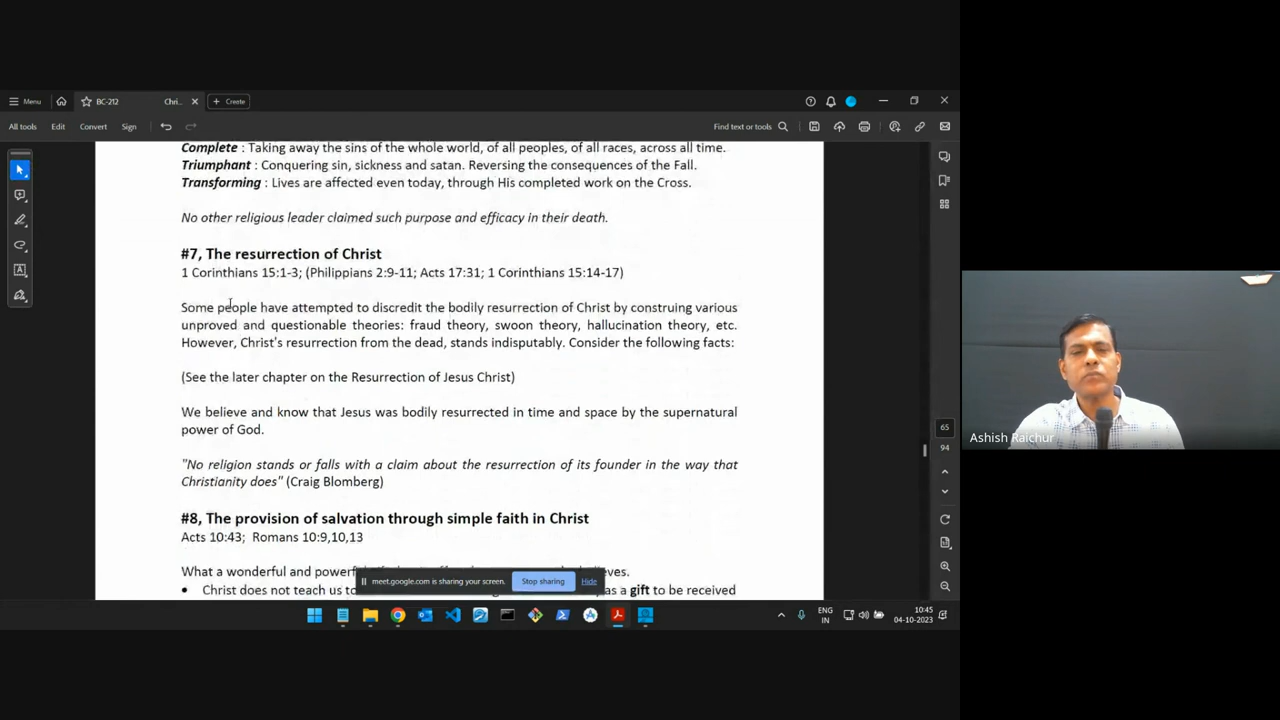 Menu
BC-212 Chri...
Create
All tools Edit Convert Sign
Find text or tools
Complete : Taking away the sins of the whole world, of all peoples, of all races, across all time.
Triumphant : Conquering sin, sickness and satan. Reversing the consequences of the Fall.
Transforming : Lives are affected even today, through His completed work on the Cross.
No other religious leader claimed such purpose and efficacy in their death.
#7, The resurrection of Christ
1 Corinthians 15:1-3; (Philippians 2:9-11; Acts 17:31; 1 Corinthians 15:14-17)
Some people have attempted to discredit the bodily resurrection of Christ by construing various
unproved and questionable theories: fraud theory, swoon theory, hallucination theory, etc.
However, Christ's resurrection from the dead, stands indisputably. Consider the following facts:
(See the later chapter on the Resurrection of Jesus Christ)
We believe and know that Jesus was bodily resurrected in time and space by the supernatural
power of God.
"No religion stands or falls with a claim about the resurrection of its founder in the way that
Christianity does" (Craig Blomberg)
#8, The provision of salvation through simple faith in Christ
Acts 10:43; Romans 10:9,10,13
What a wonderful and powerf
• Christ does not teach us to as a gift to be received
meet.google.com is sharing your screen. Stop sharing Hide
65
94
ENG
IN
10:45
04-10-2023
Ashish Raichur